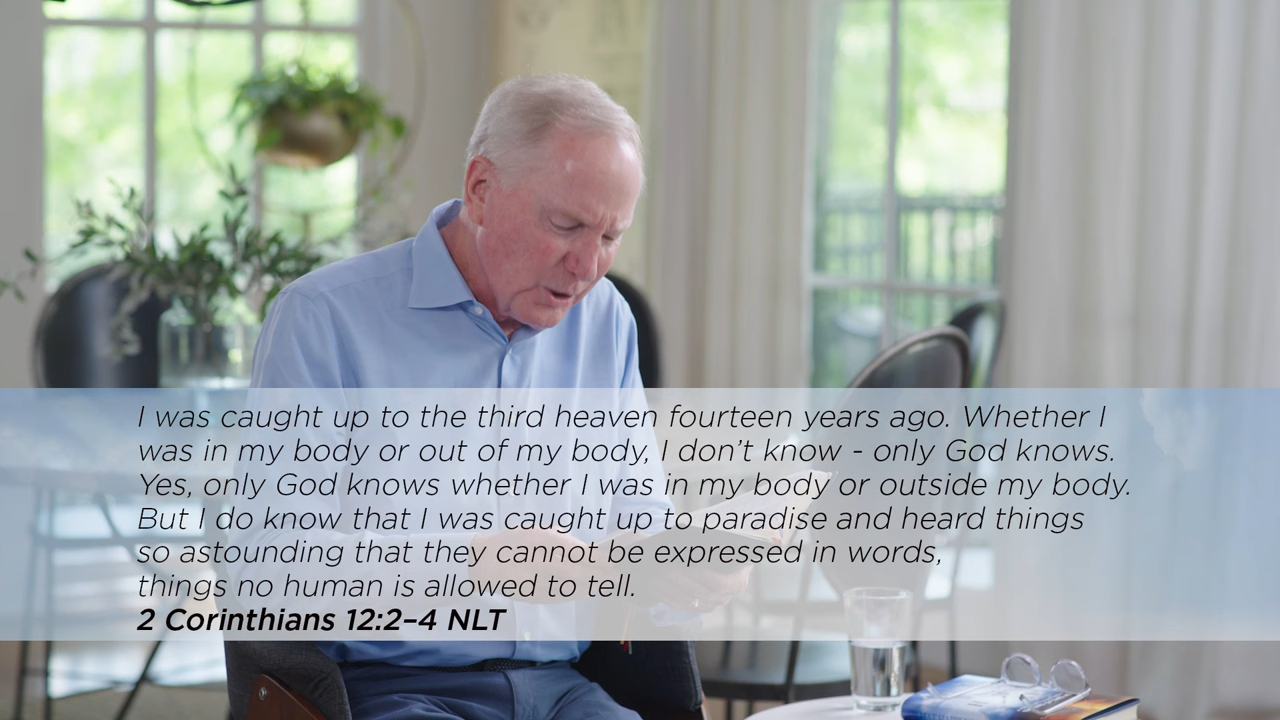 I was caught up to the third heaven fourteen years ago. Whether I
was in my body or out of my body, I don’t know - only God knows.
Yes, only God knows whether I was in my body or outside my body.
But I do know that I was caught up to paradise and heard things
so astounding that they cannot be expressed in words,
things no human is allowed to tell.
2 Corinthians 12:2–4 NLT